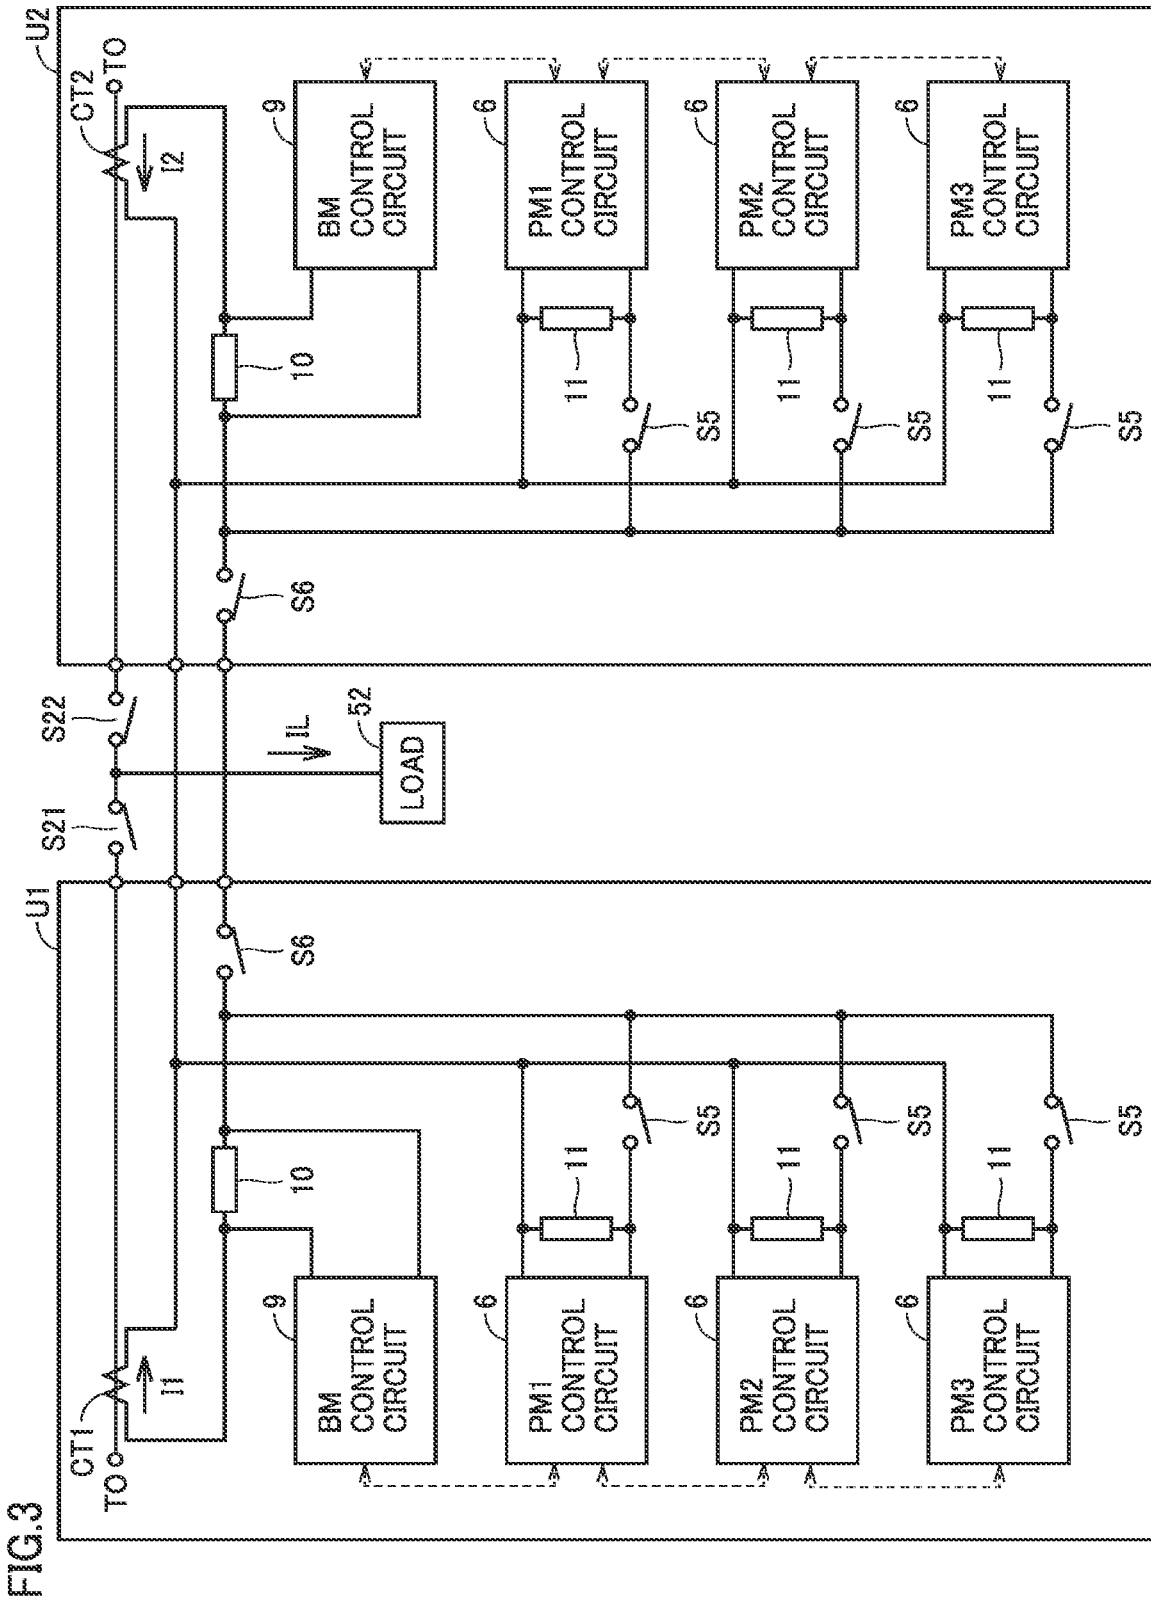 FIG.3
U1
U2
TO
CT1
I1
S21
S22
CT2
I2
TO
IL
52
LOAD
9
BM
CONTROL
CIRCUIT
10
S6
S6
10
9
BM
CONTROL
CIRCUIT
6
PM1
CONTROL
CIRCUIT
11
S5
S5
11
6
PM1
CONTROL
CIRCUIT
6
PM2
CONTROL
CIRCUIT
11
S5
S5
11
6
PM2
CONTROL
CIRCUIT
6
PM3
CONTROL
CIRCUIT
11
S5
S5
11
6
PM3
CONTROL
CIRCUIT